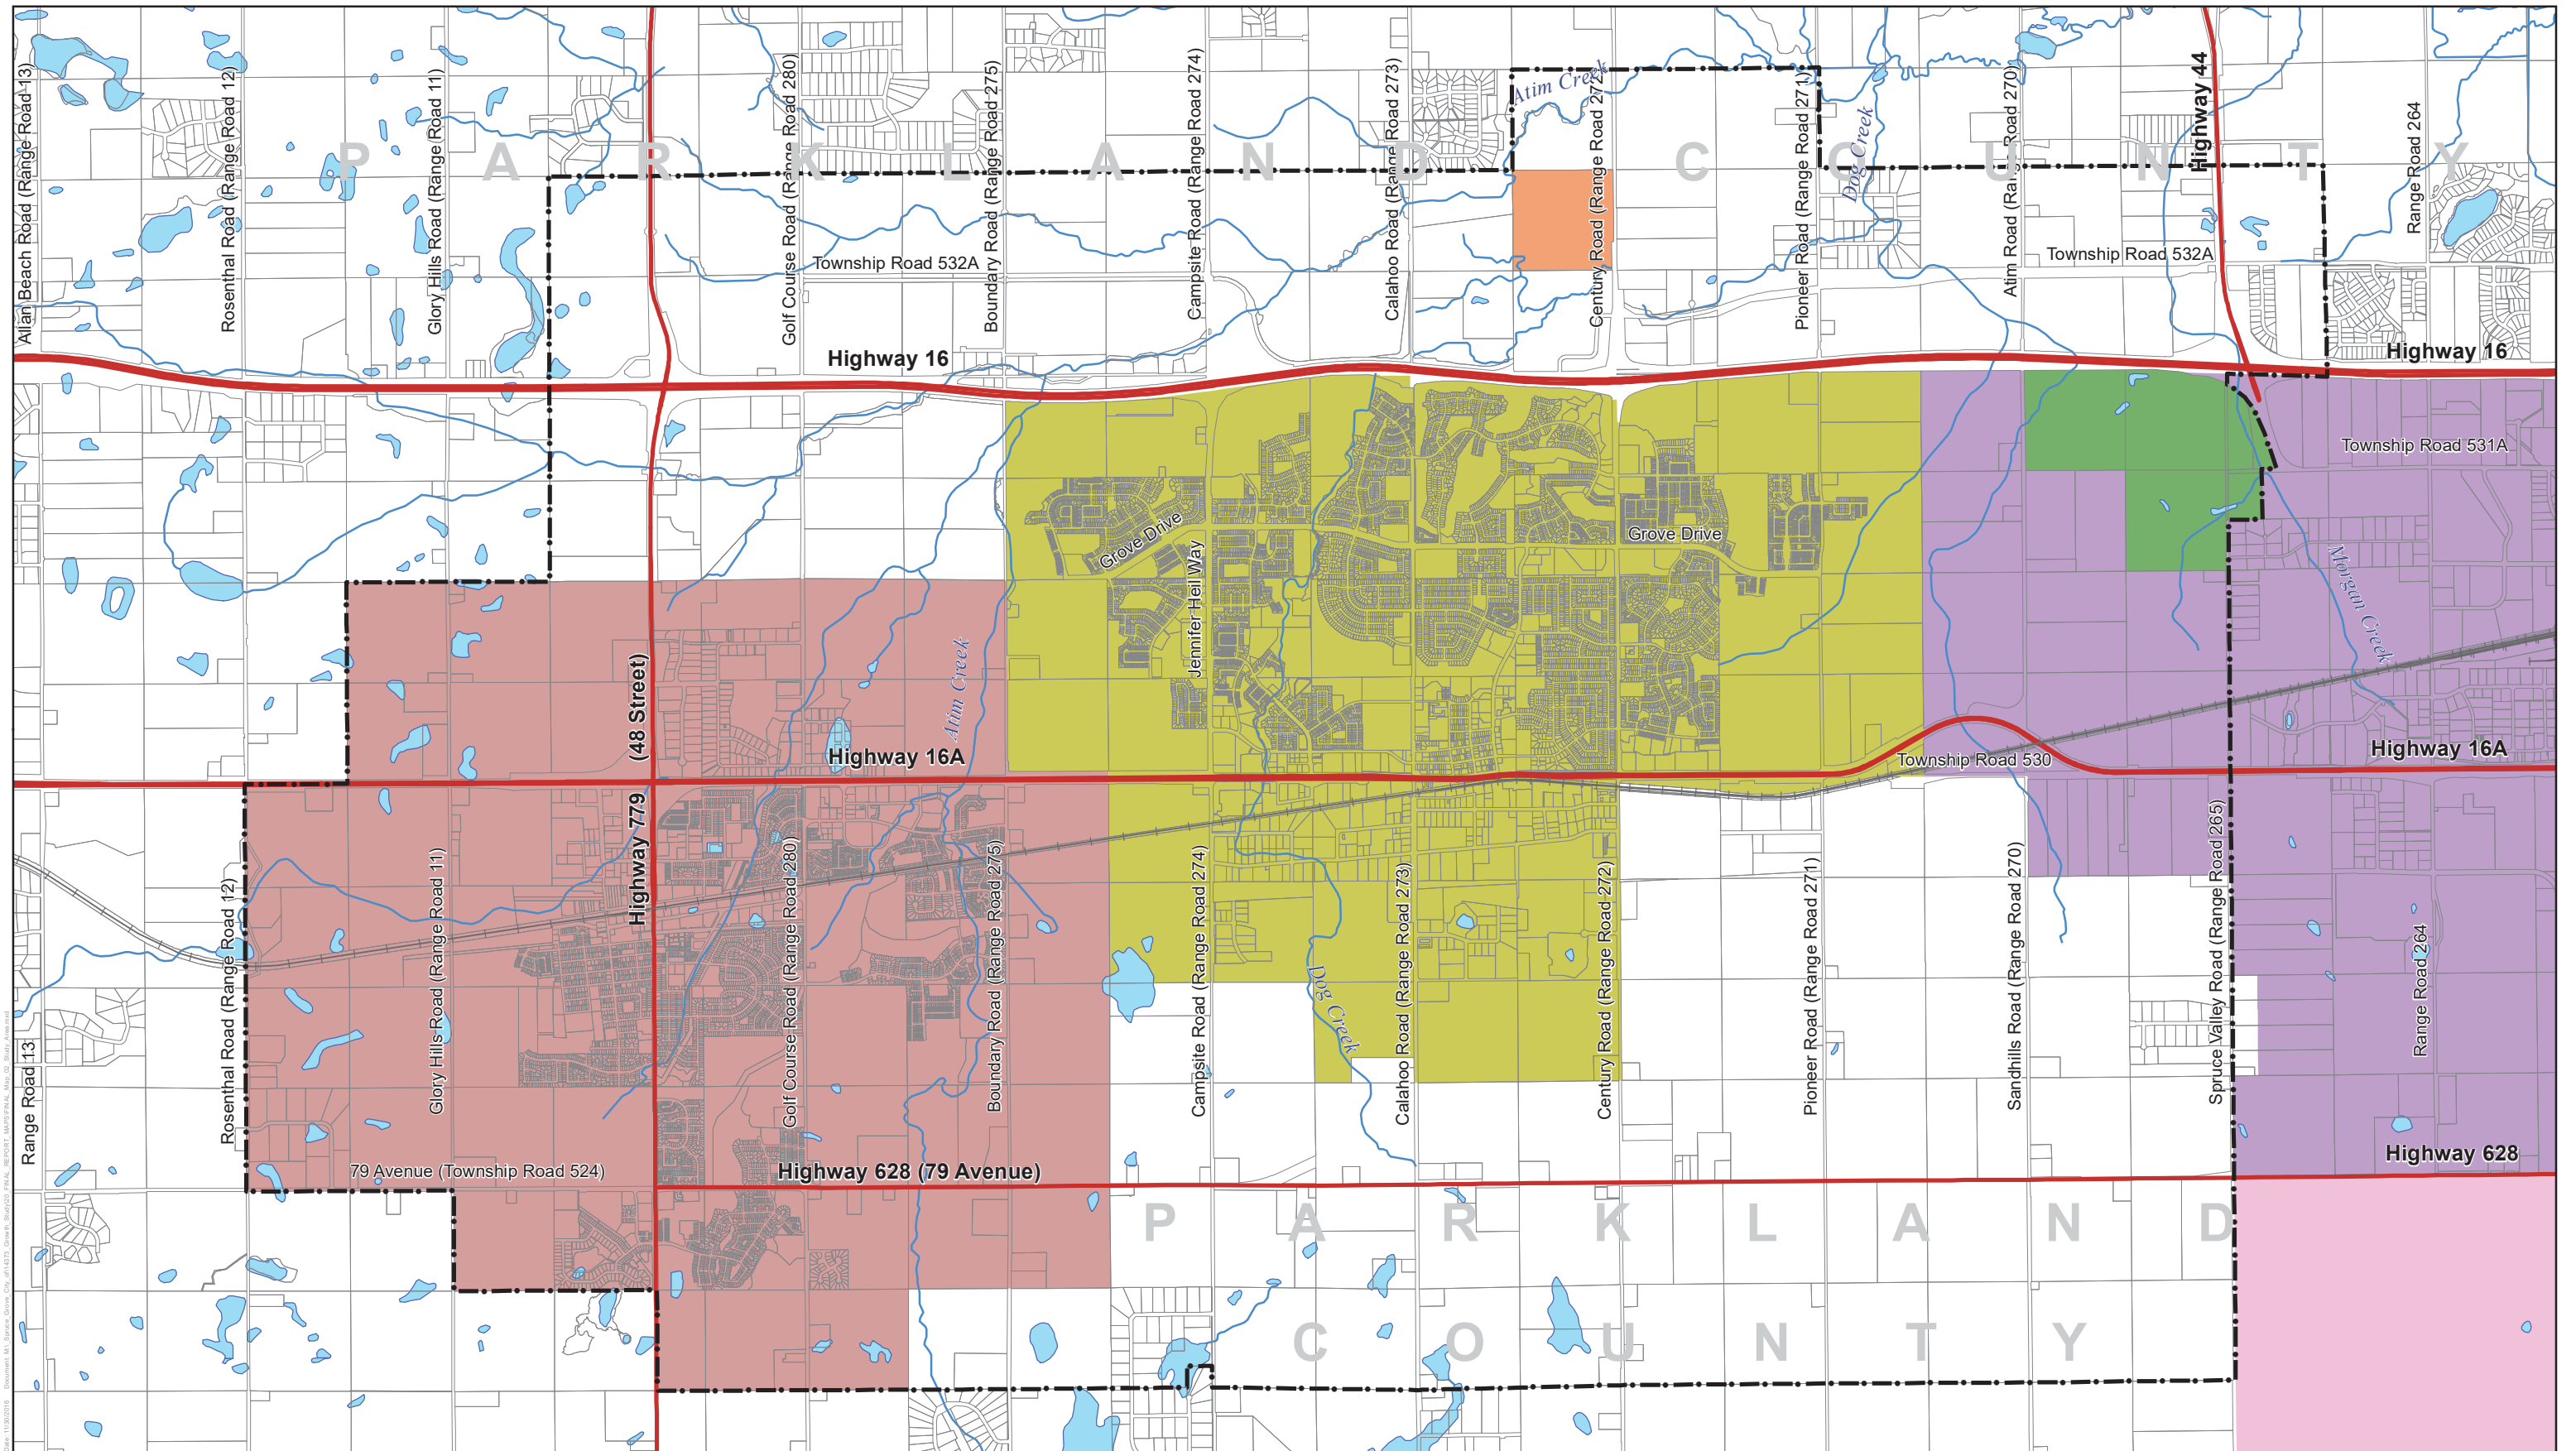 Allan Beach Road (Range Road 13)
Rosenthal Road (Range Road 12)
Glory Hills Road (Range Road 11)
Golf Course Road (Range Road 280)
Boundary Road (Range Road 275)
Campsite Road (Range Road 274)
Calahoo Road (Range Road 273)
Atim Creek
Century Road (Range Road 272)
Pioneer Road (Range Road 271)
Dog Creek
Atim Road (Range Road 270)
Highway 44
Range Road 264
PARKLAND COUNTY
Township Road 532A
Township Road 532A
Highway 16
Highway 16
Township Road 531A
Grove Drive
Grove Drive
Jennifer Heil Way
Morgan Creek
Atim Creek
(48 Street)
Highway 779
Highway 16A
Township Road 530
Highway 16A
Range Road 13
Rosenthal Road (Range Road 12)
Glory Hills Road (Range Road 11)
Golf Course Road (Range Road 280)
Boundary Road (Range Road 275)
Campsite Road (Range Road 274)
Dog Creek
Calahoo Road (Range Road 273)
Century Road (Range Road 272)
Pioneer Road (Range Road 271)
Sandhills Road (Range Road 270)
Spruce Valley Road (Range Road 265)
Range Road 264
79 Avenue (Township Road 524)
Highway 628 (79 Avenue)
Highway 628
PARKLAND
COUNTY